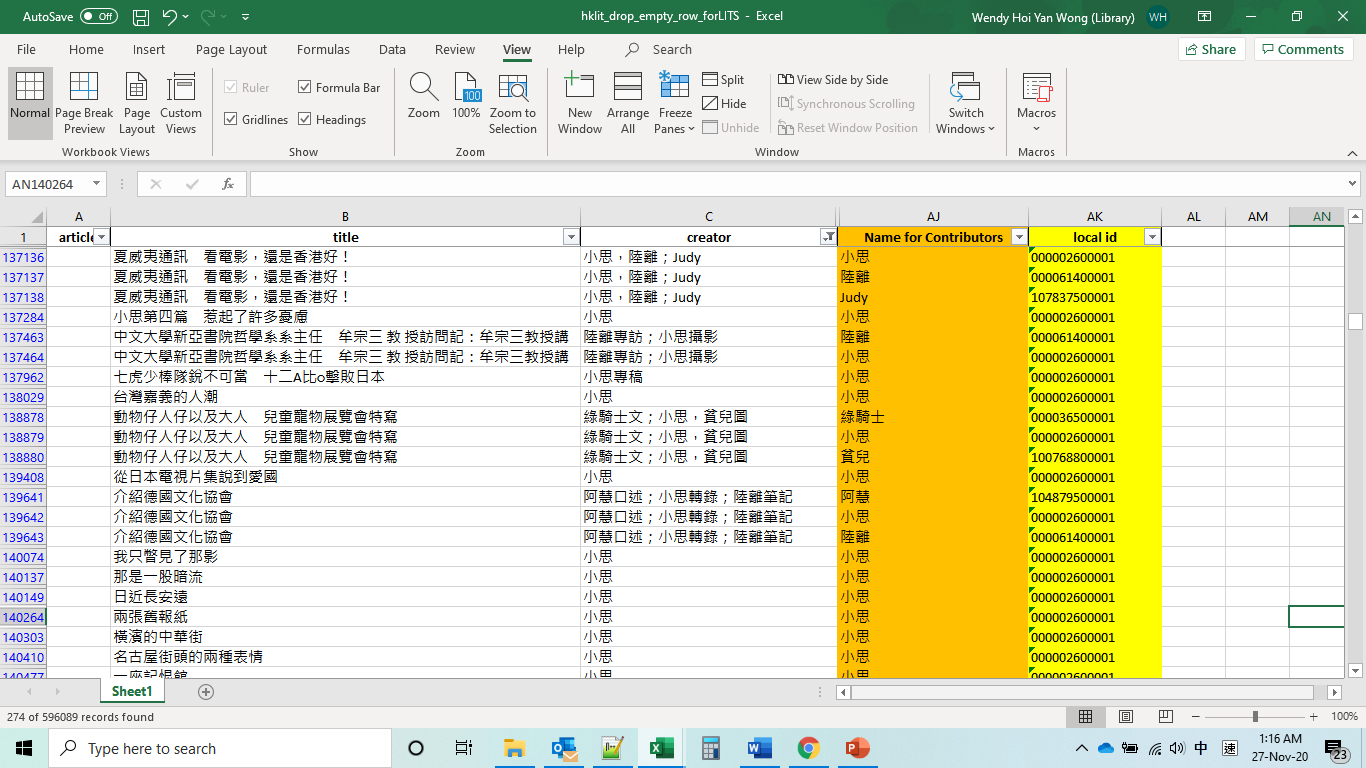 AutoSave Off hklit_drop_empty_row_forLITS - Excel Wendy Hoi Yan Wong (Library) WH
File Home Insert Page Layout Formulas Data Review View Help Search Share Comments
Normal Page Break Preview Page Layout Custom Views Ruler Formula Bar Gridlines Headings Zoom 100 100% Zoom to Selection New Window Arrange All Freeze Panes Split Hide Unhide View Side by Side Synchronous Scrolling Reset Window Position Switch Windows Macros
Workbook Views Show Zoom Window Macros
AN140264 fx
A B C AJ AK AL AM AN
1 article title creator Name for Contributors local id
137136 夏威夷通訊　看電影，還是香港好！ 小思，陸離；Judy 小思 000002600001
137137 夏威夷通訊　看電影，還是香港好！ 小思，陸離；Judy 陸離 000061400001
137138 夏威夷通訊　看電影，還是香港好！ 小思，陸離；Judy Judy 107837500001
137284 小思第四篇　惹起了許多憂慮 小思 小思 000002600001
137463 中文大學新亞書院哲學系系主任　牟宗三 教 授訪問記：牟宗三教授講 陸離專訪；小思攝影 陸離 000061400001
137464 中文大學新亞書院哲學系系主任　牟宗三 教 授訪問記：牟宗三教授講 陸離專訪；小思攝影 小思 000002600001
137962 七虎少棒隊銳不可當　十二A比o擊敗日本 小思專稿 小思 000002600001
138029 台灣嘉義的人潮 小思 小思 000002600001
138878 動物仔人仔以及大人　兒童寵物展覽會特寫 綠騎士文；小思，貧兒圖 綠騎士 000036500001
138879 動物仔人仔以及大人　兒童寵物展覽會特寫 綠騎士文；小思，貧兒圖 小思 000002600001
138880 動物仔人仔以及大人　兒童寵物展覽會特寫 綠騎士文；小思，貧兒圖 貧兒 100768800001
139408 從日本電視片集說到愛國 小思 小思 000002600001
139641 介紹德國文化協會 阿慧口述；小思轉錄；陸離筆記 阿慧 104879500001
139642 介紹德國文化協會 阿慧口述；小思轉錄；陸離筆記 小思 000002600001
139643 介紹德國文化協會 阿慧口述；小思轉錄；陸離筆記 陸離 000061400001
140074 我只瞥見了那影 小思 小思 000002600001
140137 那是一股暗流 小思 小思 000002600001
140149 日近長安遠 小思 小思 000002600001
140264 兩張舊報紙 小思 小思 000002600001
140303 橫濱的中華街 小思 小思 000002600001
140410 名古屋街頭的兩種表情 小思 小思 000002600001
140477 小思 小思 000002600001
Sheet1
274 of 596089 records found 100%
Type here to search 中 速 1:16 AM
27-Nov-20 23